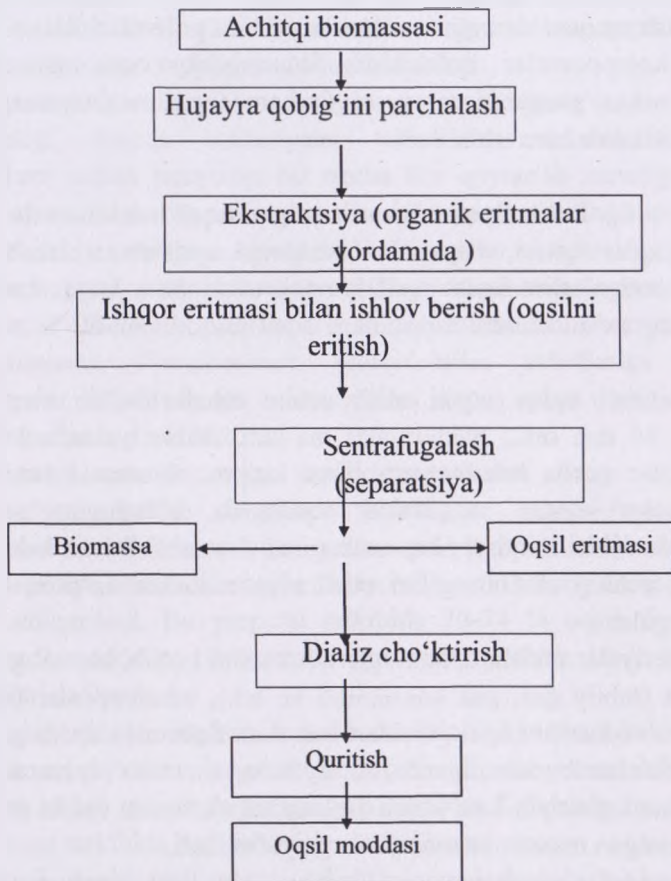 Achitqi biomassasi
Hujayra qobig‘ini parchalash
Ekstraktsiya (organik eritmalar
yordamida )
Ishqor eritmasi bilan ishlov berish (oqsilni
eritish)
Sentrafugalash
(separatsiya)
Biomassa
Oqsil eritmasi
Dializ cho‘ktirish
Quritish
Oqsil moddasi